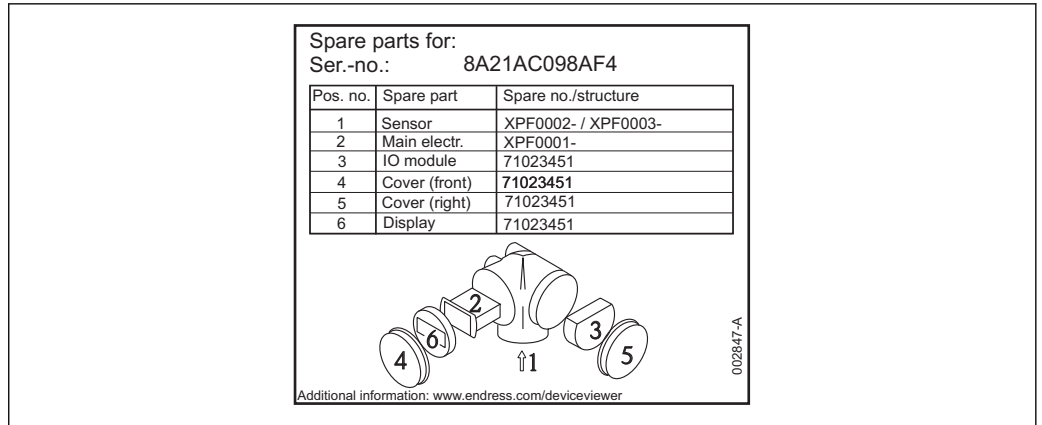 Spare parts for:
Ser.-no.: 8A21AC098AF4
Pos. no. Spare part Spare no./structure
1 Sensor XPF0002- / XPF0003-
2 Main electr. XPF0001-
3 IO module 71023451
4 Cover (front) 71023451
5 Cover (right) 71023451
6 Display 71023451
2
6
4
1
3
5
002847-A
Additional information: www.endress.com/deviceviewer